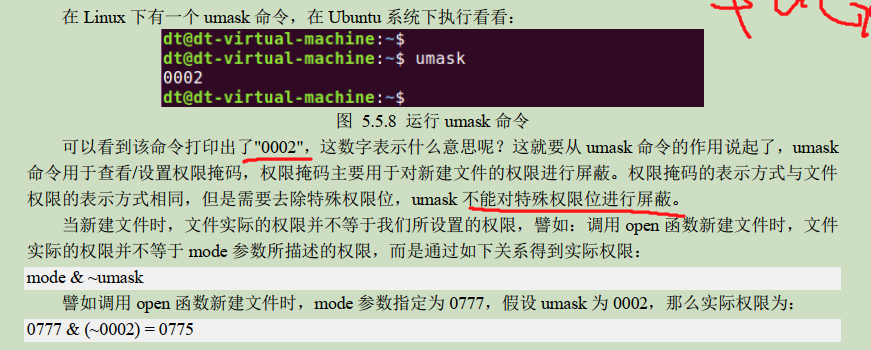 在 Linux 下有一个 umask 命令，在 Ubuntu 系统下执行看看：
dt@dt-virtual-machine:~$
dt@dt-virtual-machine:~$ umask
0002
dt@dt-virtual-machine:~$
图 5.5.8 运行 umask 命令
可以看到该命令打印出了"0002"，这数字表示什么意思呢？这就要从 umask 命令的作用说起了，umask
命令用于查看/设置权限掩码，权限掩码主要用于对新建文件的权限进行屏蔽。权限掩码的表示方式与文件
权限的表示方式相同，但是需要去除特殊权限位，umask 不能对特殊权限位进行屏蔽。
当新建文件时，文件实际的权限并不等于我们所设置的权限，譬如：调用 open 函数新建文件时，文件
实际的权限并不等于 mode 参数所描述的权限，而是通过如下关系得到实际权限：
mode & ~umask
譬如调用 open 函数新建文件时，mode 参数指定为 0777，假设 umask 为 0002，那么实际权限为：
0777 & (~0002) = 0775